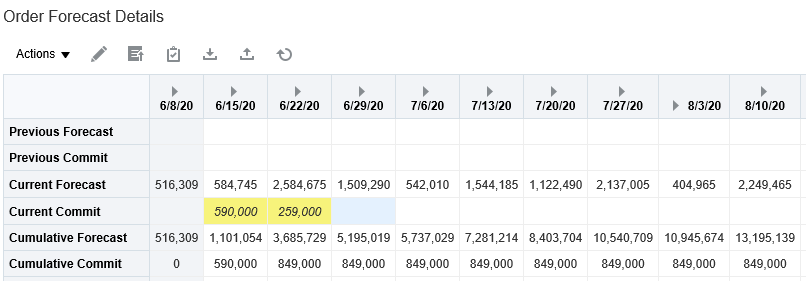 Order Forecast Details
Actions
6/8/20 6/15/20 6/22/20 6/29/20 7/6/20 7/13/20 7/20/20 7/27/20 8/3/20 8/10/20
Previous Forecast
Previous Commit
Current Forecast 516,309 584,745 2,584,675 1,509,290 542,010 1,544,185 1,122,490 2,137,005 404,965 2,249,465
Current Commit 590,000 259,000
Cumulative Forecast 516,309 1,101,054 3,685,729 5,195,019 5,737,029 7,281,214 8,403,704 10,540,709 10,945,674 13,195,139
Cumulative Commit 0 590,000 849,000 849,000 849,000 849,000 849,000 849,000 849,000 849,000